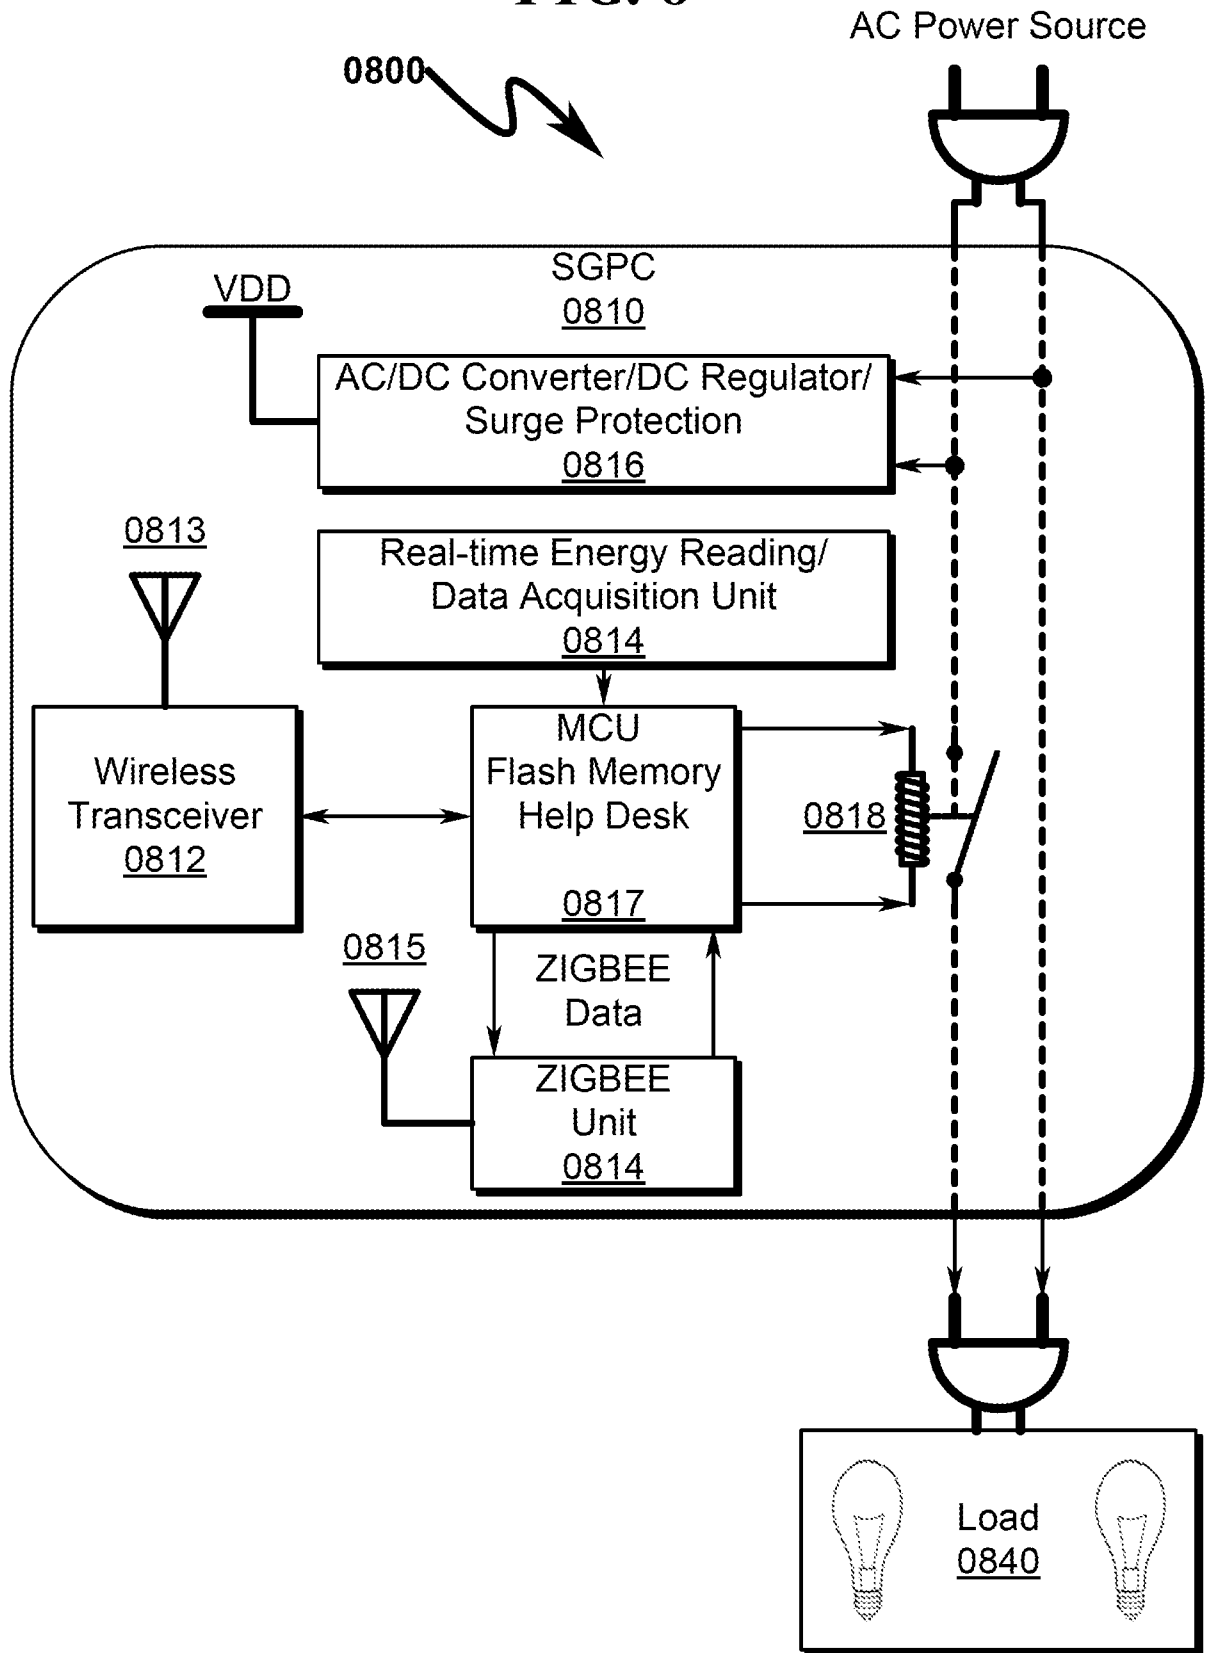 AC Power Source
0800
SGPC
0810
VDD
AC/DC Converter/DC Regulator/
Surge Protection
0816
0813
Real-time Energy Reading/
Data Acquisition Unit
0814
Wireless
Transceiver
0812
MCU
Flash Memory
Help Desk
0817
0818
0815
ZIGBEE
Data
ZIGBEE
Unit
0814
Load
0840